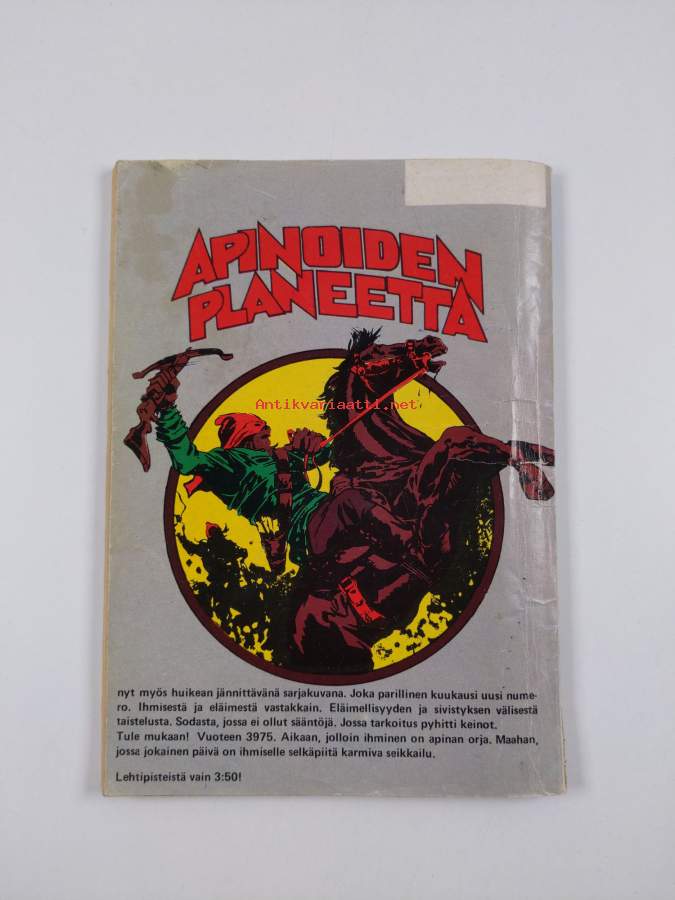 APINOIDEN
PLANEETTA
Antikvariaatti.net
nyt myös huikean jännittävänä sarjakuvana. Joka parillinen kuukausi uusi nume-
ro. Ihmisestä ja eläimestä vastakkain. Eläimellisyyden ja sivistyksen välisestä
taistelusta. Sodasta, jossa ei ollut sääntöjä. Jossa tarkoitus pyhitti keinot.
Tule mukaan! Vuoteen 3975. Aikaan, jolloin ihminen on apinan orja. Maahan,
jossa jokainen päivä on ihmiselle selkäpiitä karmiva seikkailu.
Lehtipisteistä vain 3:50!